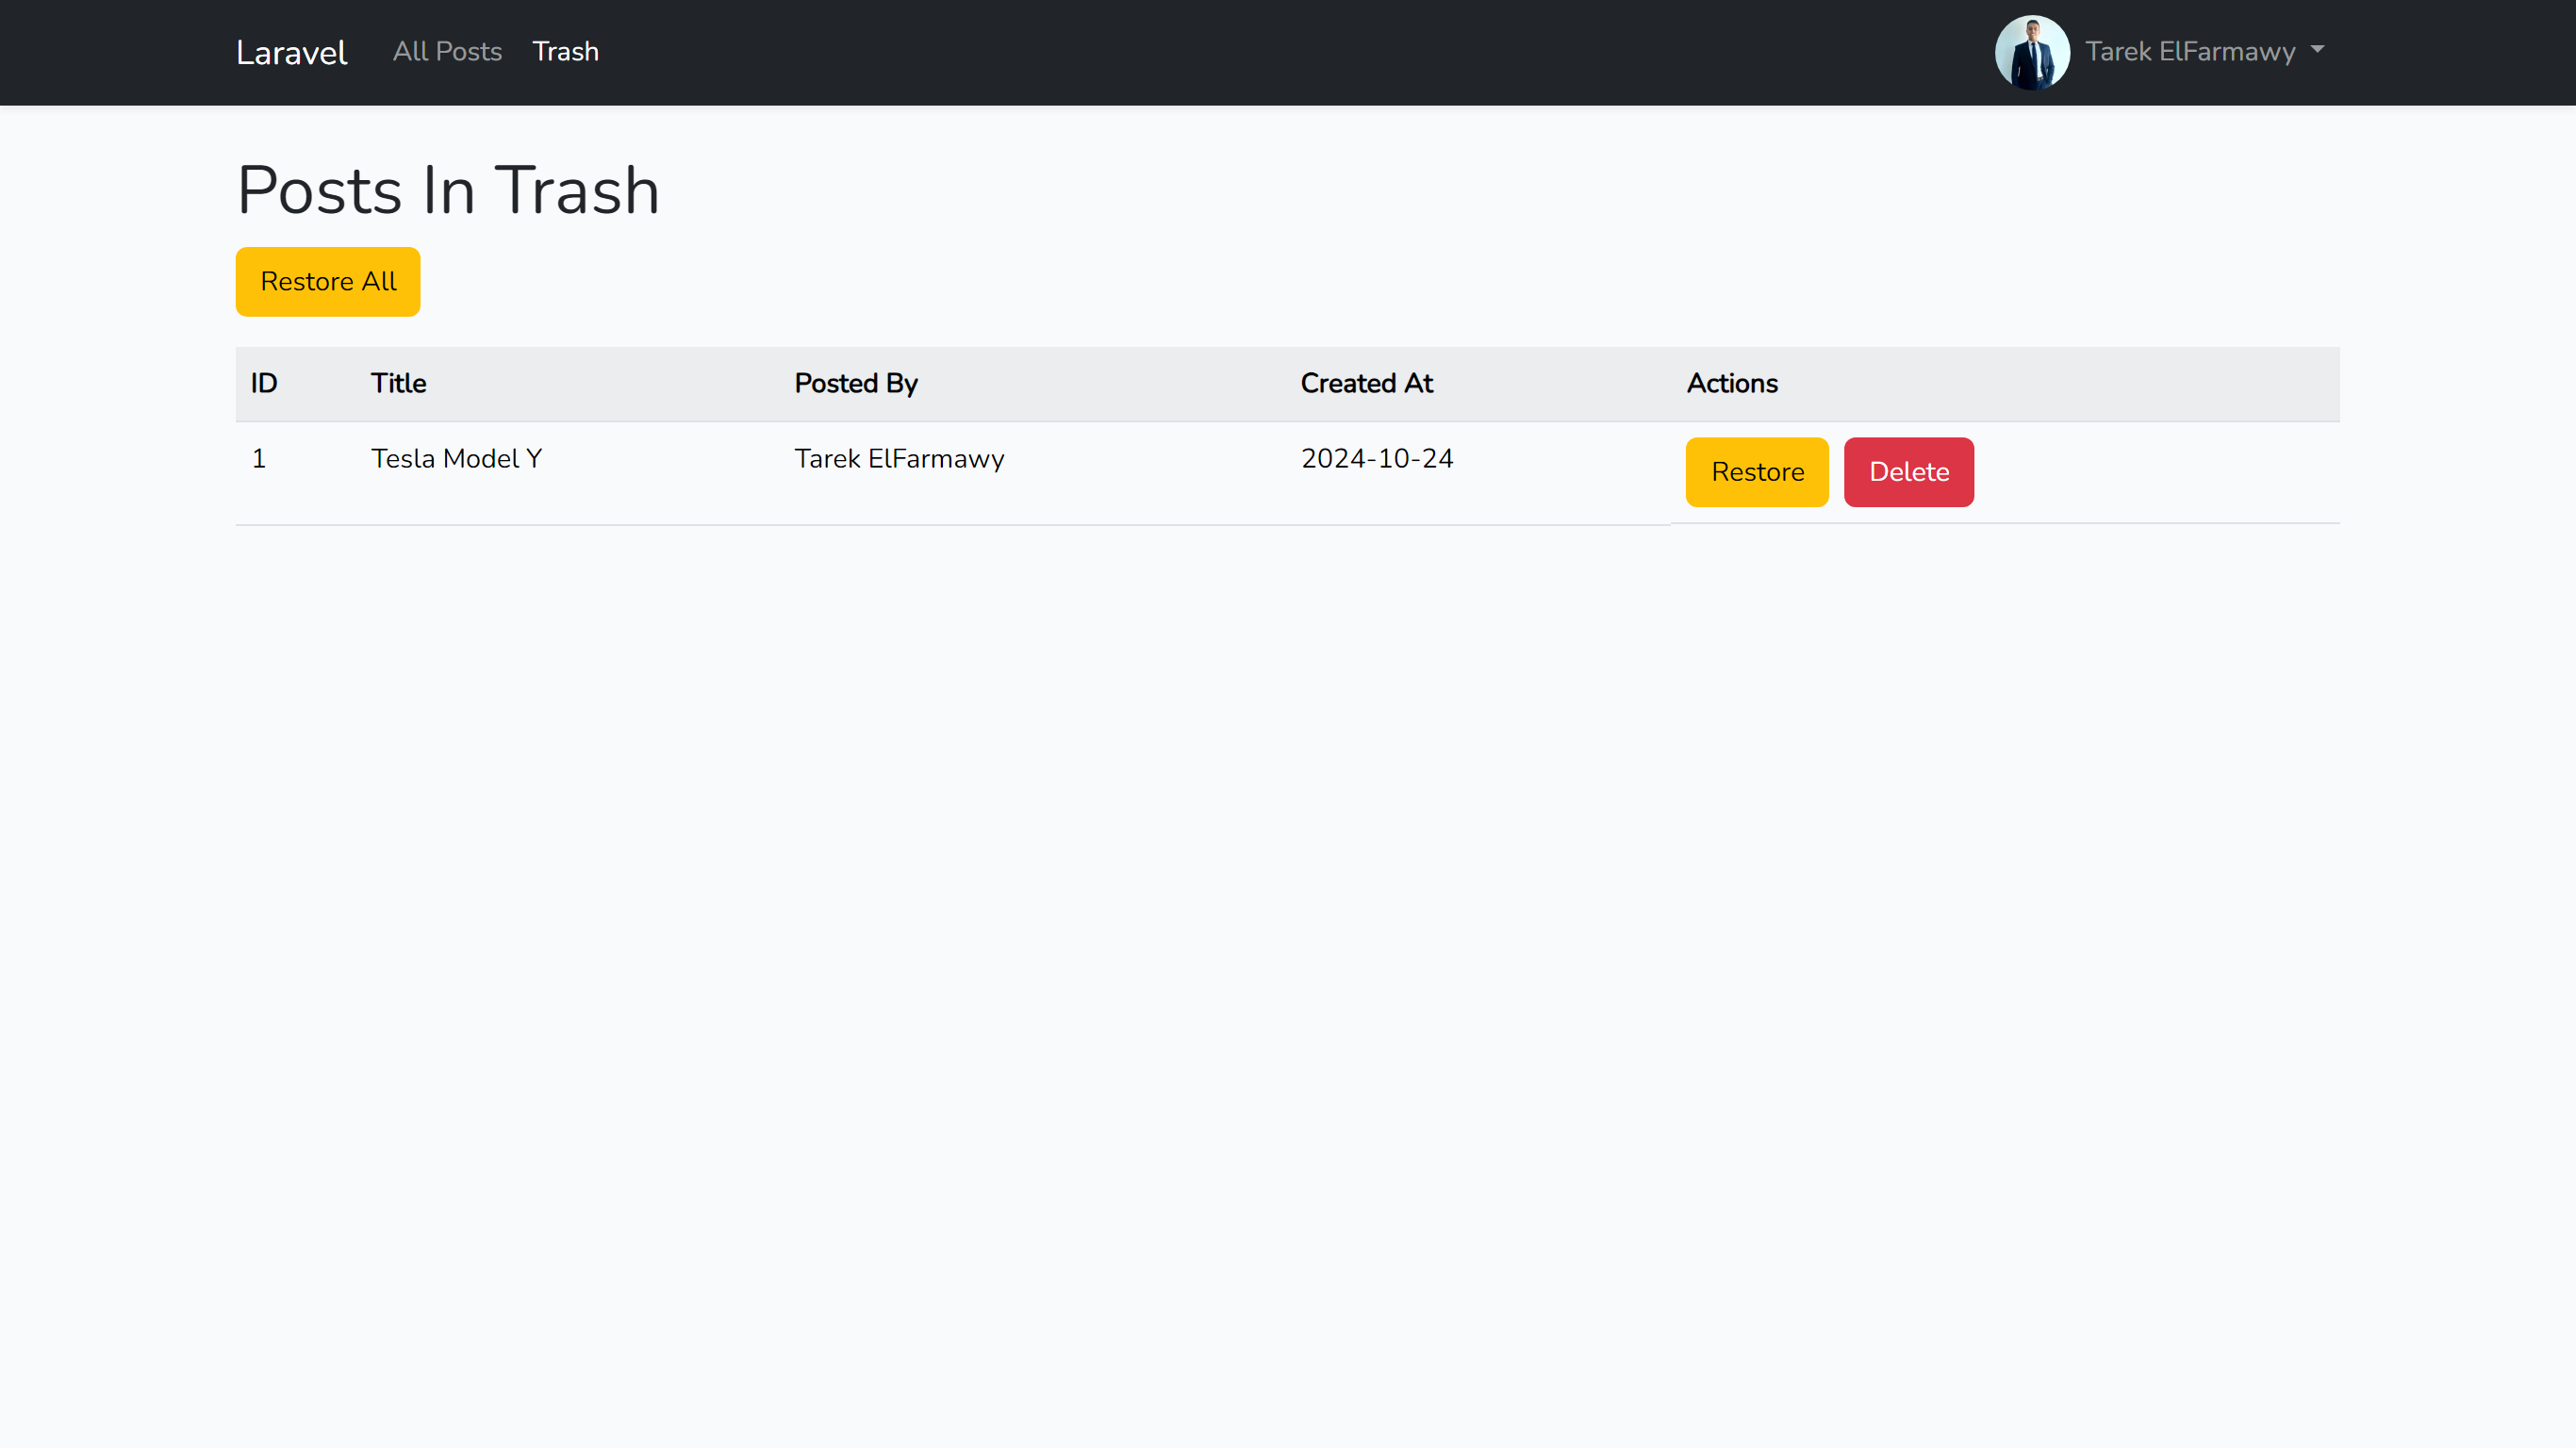 Laravel All Posts Trash Tarek ElFarmawy
Posts In Trash
Restore All
ID Title Posted By Created At Actions
1 Tesla Model Y Tarek ElFarmawy 2024-10-24 Restore Delete